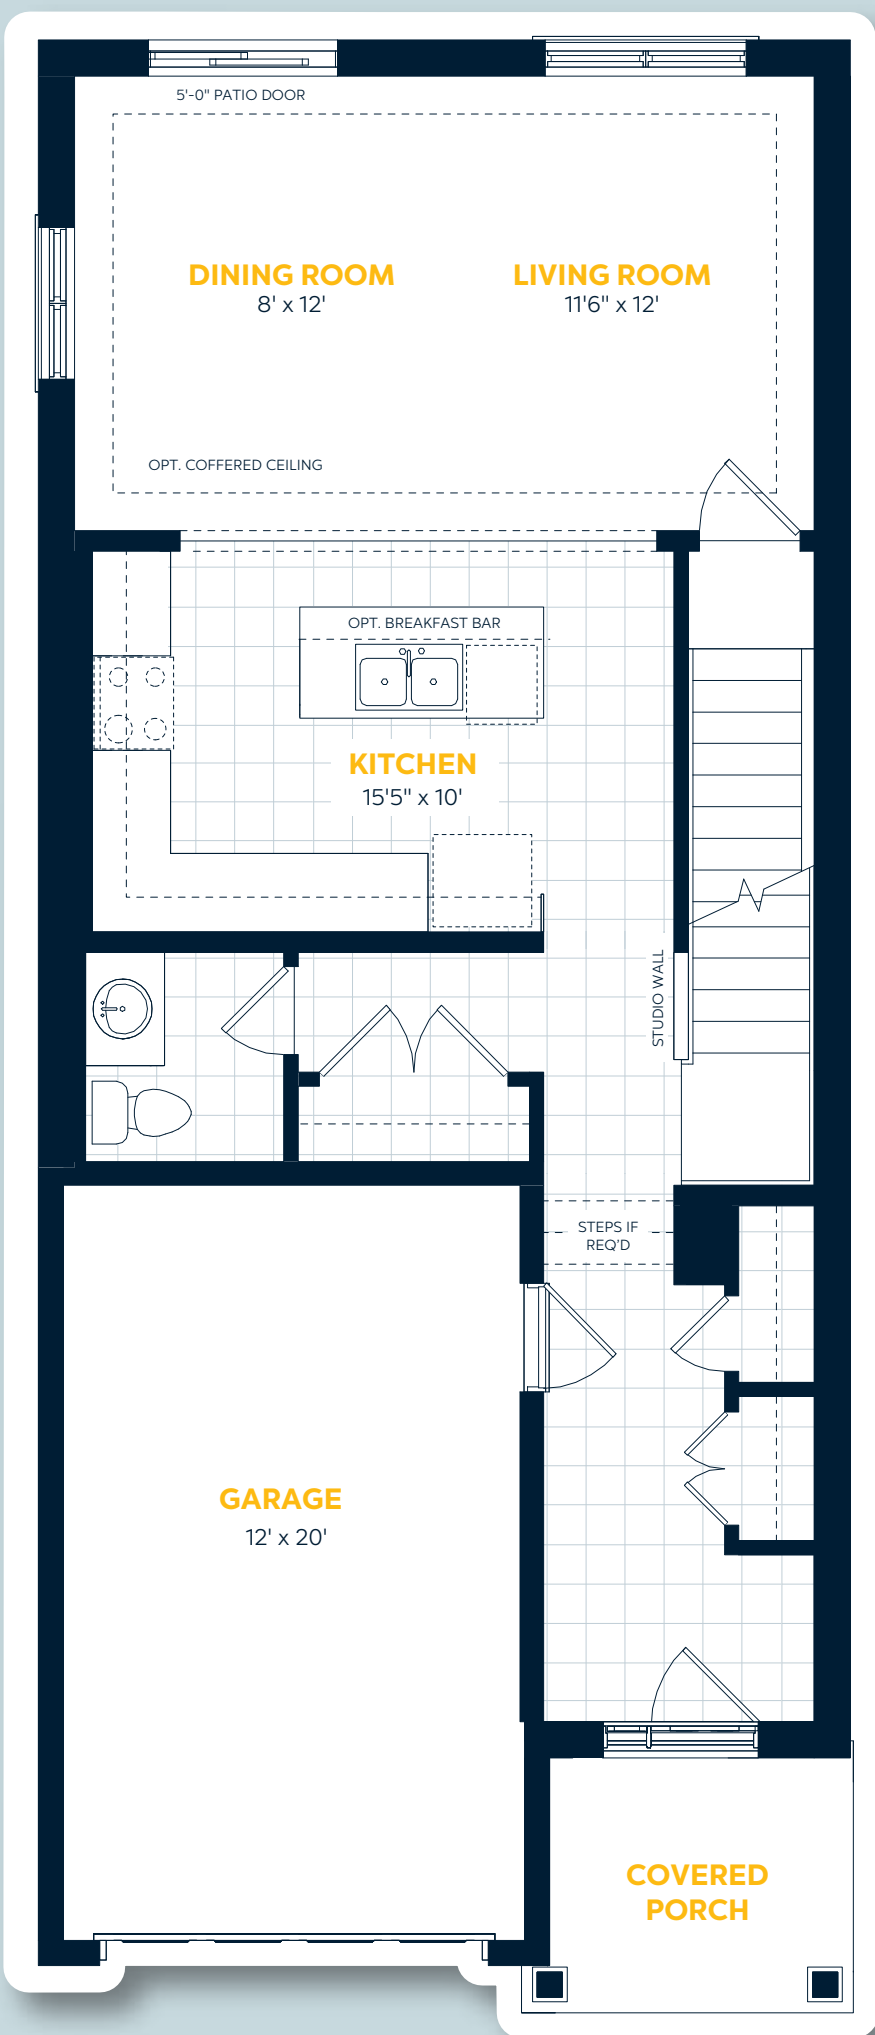 5'-0" PATIO DOOR
DINING ROOM
8' x 12'
LIVING ROOM
11'6" x 12'
OPT. COFFERED CEILING
OPT. BREAKFAST BAR
KITCHEN
15'5" x 10'
STUDIO WALL
STEPS IF
REQ'D
GARAGE
12' x 20'
COVERED
PORCH